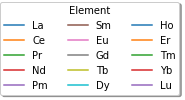 Element
La Sm Ho
Ce Eu Er
Pr Gd Tm
Nd Tb Yb
Pm Dy Lu